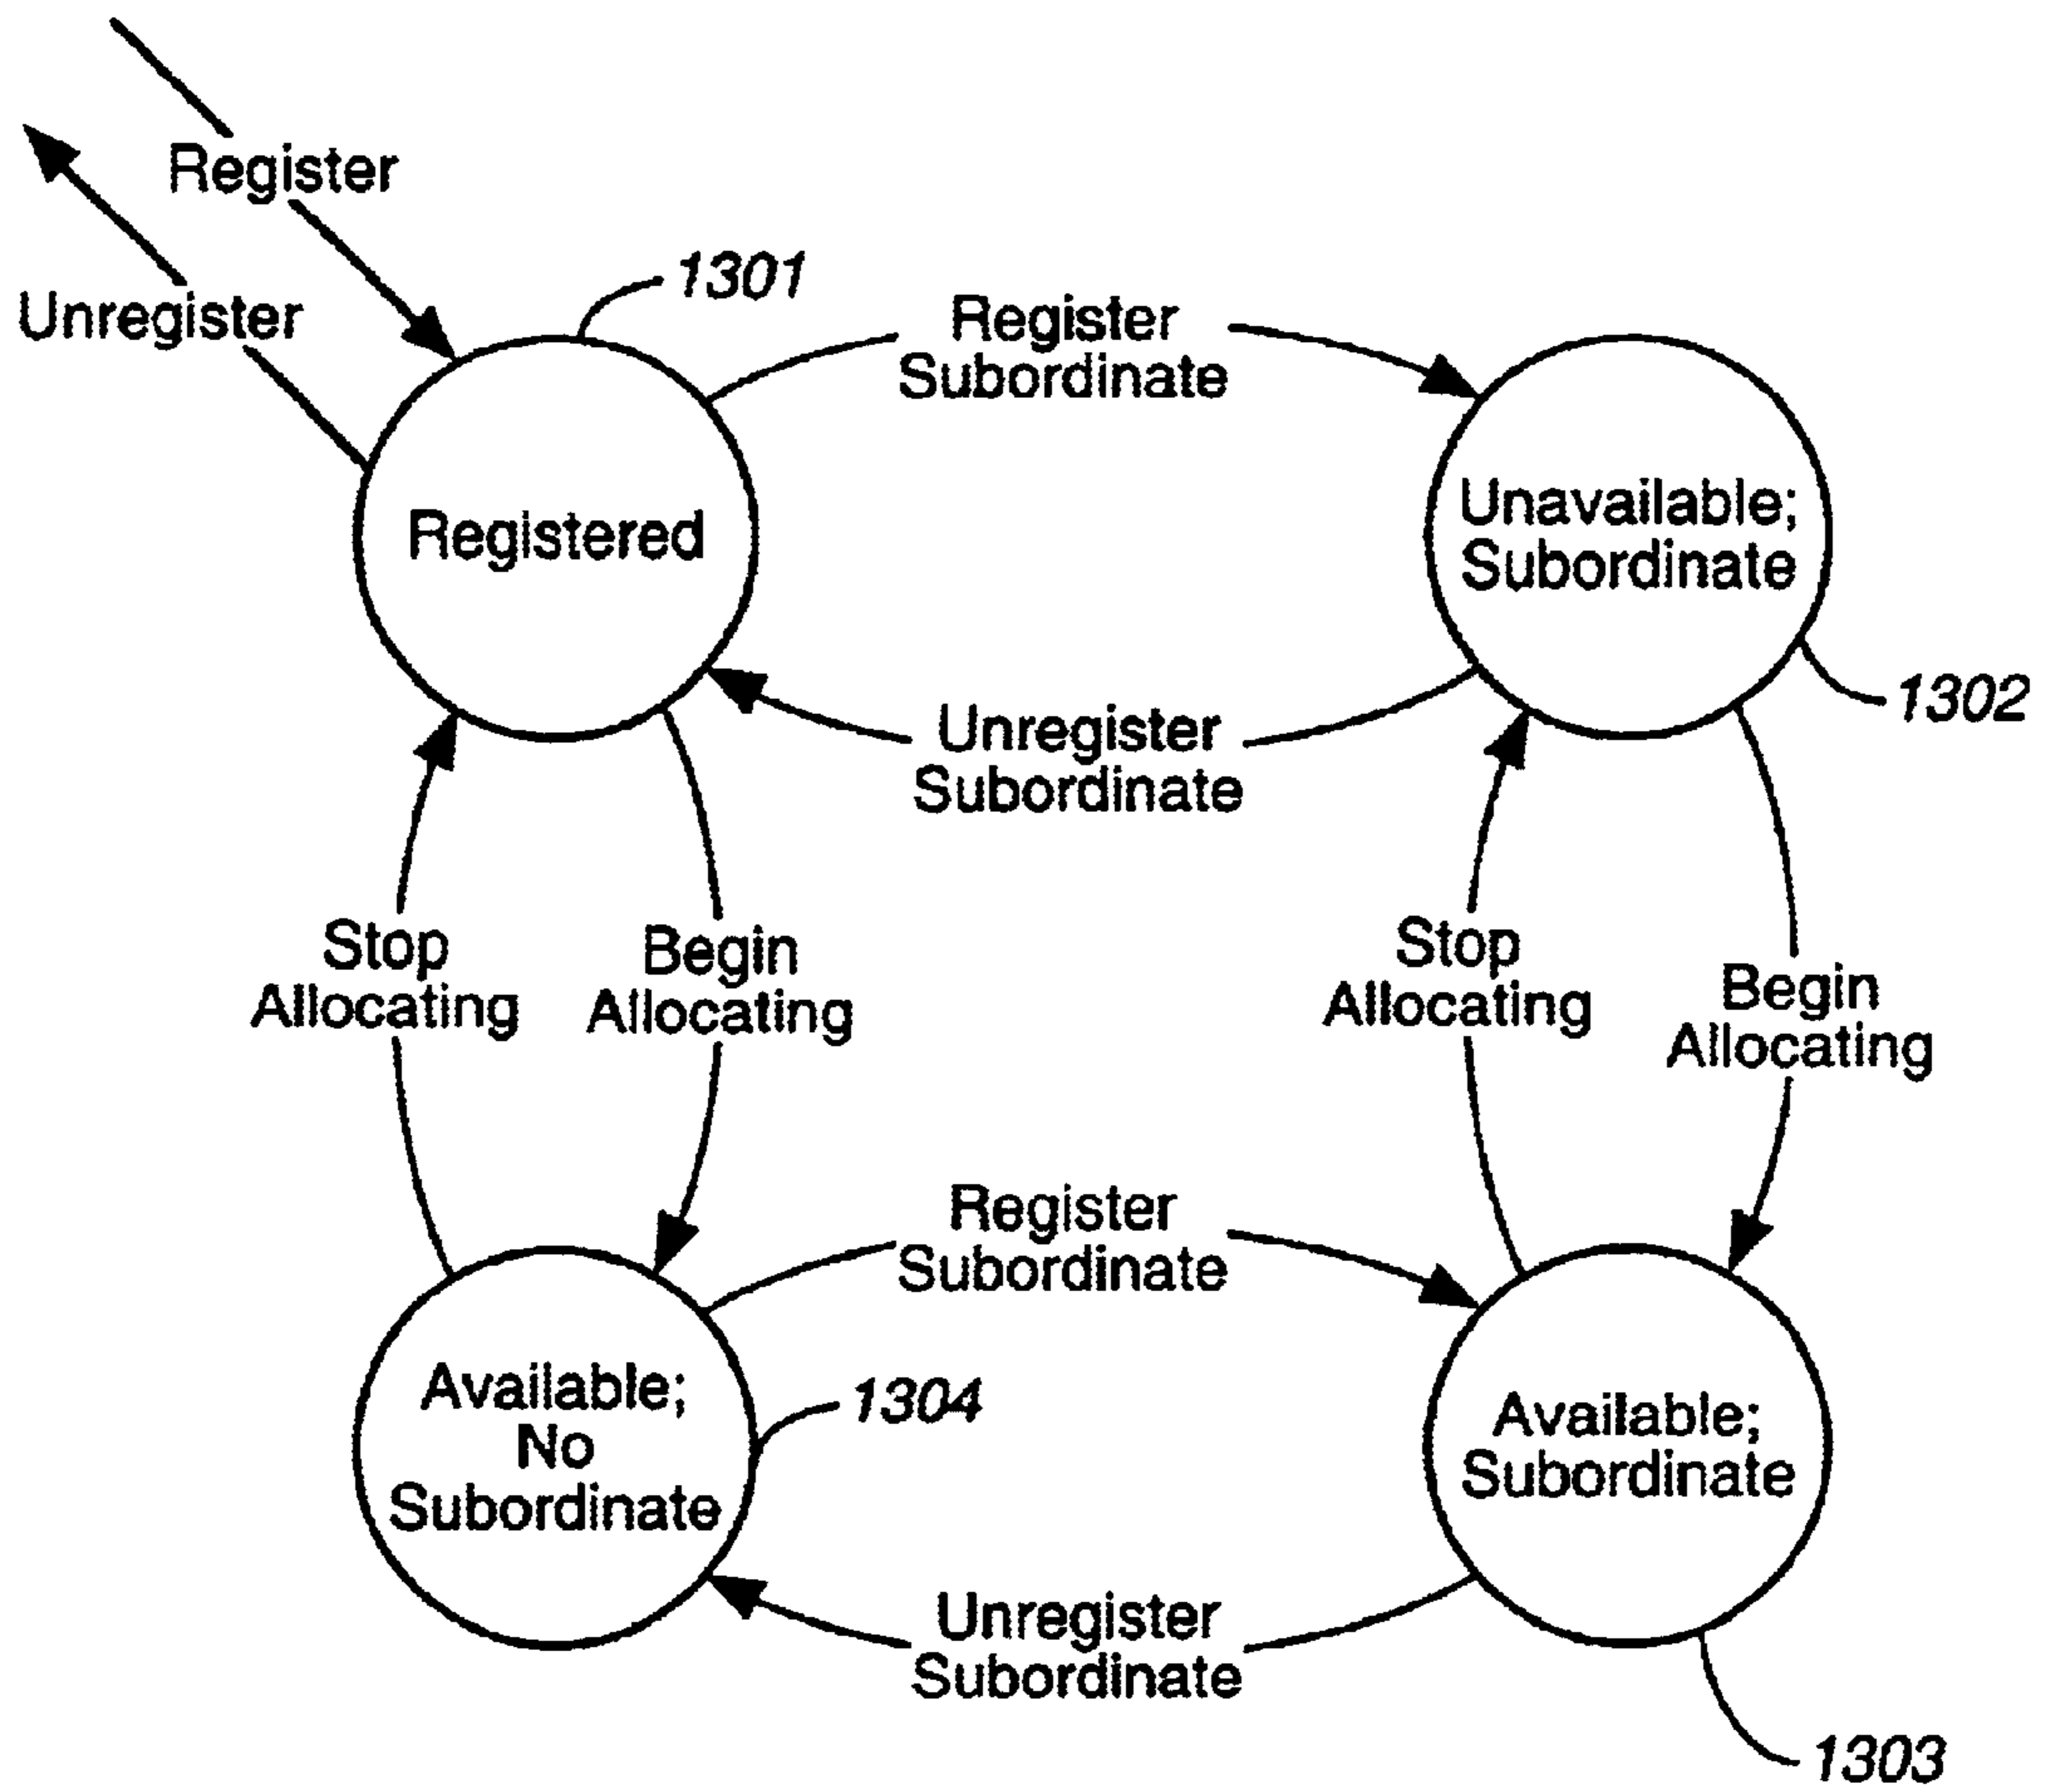 Register
Unregister
1301
Register
Subordinate
Registered
Unavailable;
Subordinate
1302
Unregister
Subordinate
Stop
Allocating
Begin
Allocating
Stop
Allocating
Begin
Allocating
Register
Subordinate
Available;
No
Subordinate
1304
Available;
Subordinate
Unregister
Subordinate
1303